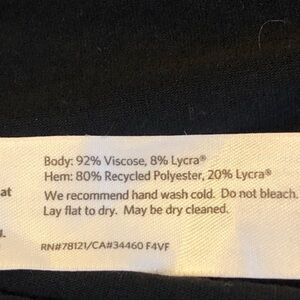 Body: 92% Viscose, 8% Lycra®
Hem: 80% Recycled Polyester, 20% Lycra®
at
We recommend hand wash cold. Do not bleach.
Lay flat to dry. May be dry cleaned.
RN#78121/CA#34460 F4VF